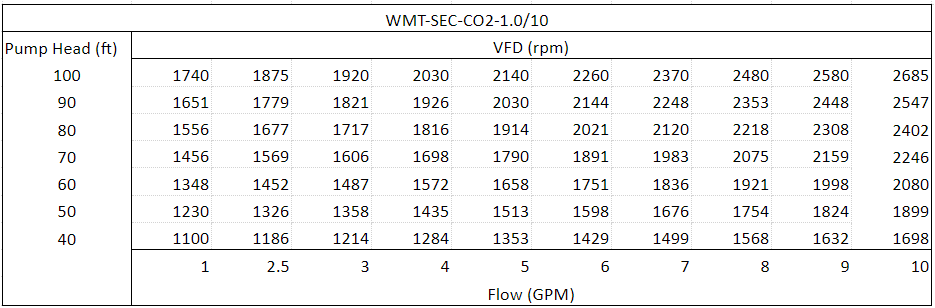 WMT-SEC-CO2-1.0/10
Pump Head (ft) VFD (rpm)
100 1740 1875 1920 2030 2140 2260 2370 2480 2580 2685
90 1651 1779 1821 1926 2030 2144 2248 2353 2448 2547
80 1556 1677 1717 1816 1914 2021 2120 2218 2308 2402
70 1456 1569 1606 1698 1790 1891 1983 2075 2159 2246
60 1348 1452 1487 1572 1658 1751 1836 1921 1998 2080
50 1230 1326 1358 1435 1513 1598 1676 1754 1824 1899
40 1100 1186 1214 1284 1353 1429 1499 1568 1632 1698
1 2.5 3 4 5 6 7 8 9 10
Flow (GPM)